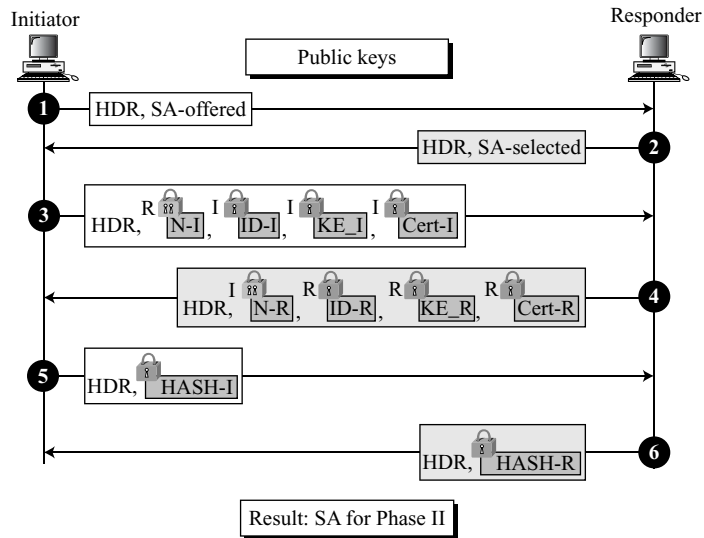 Initiator
Responder
Public keys
1 HDR, SA-offered
HDR, SA-selected 2
3 HDR, R N-I, I ID-I, I KE_I, I Cert-I
HDR, I N-R, R ID-R, R KE_R, R Cert-R 4
5 HDR, HASH-I
HDR, HASH-R 6
Result: SA for Phase II